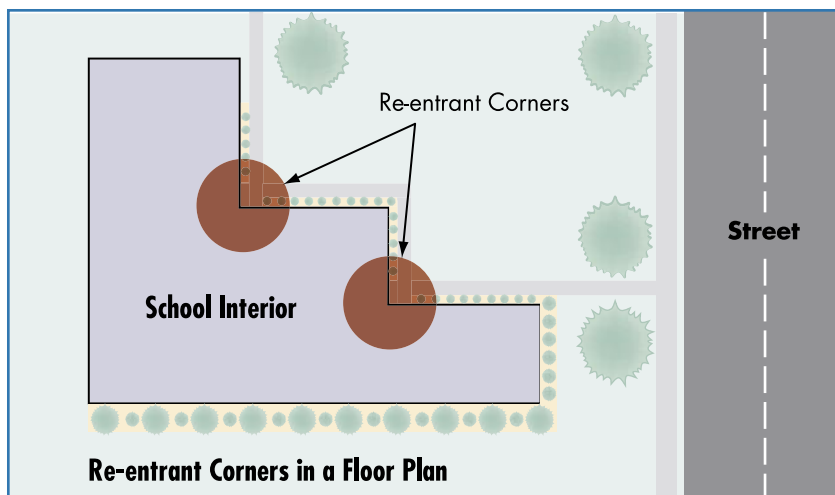 Re-entrant Corners
Street
School Interior
Re-entrant Corners in a Floor Plan